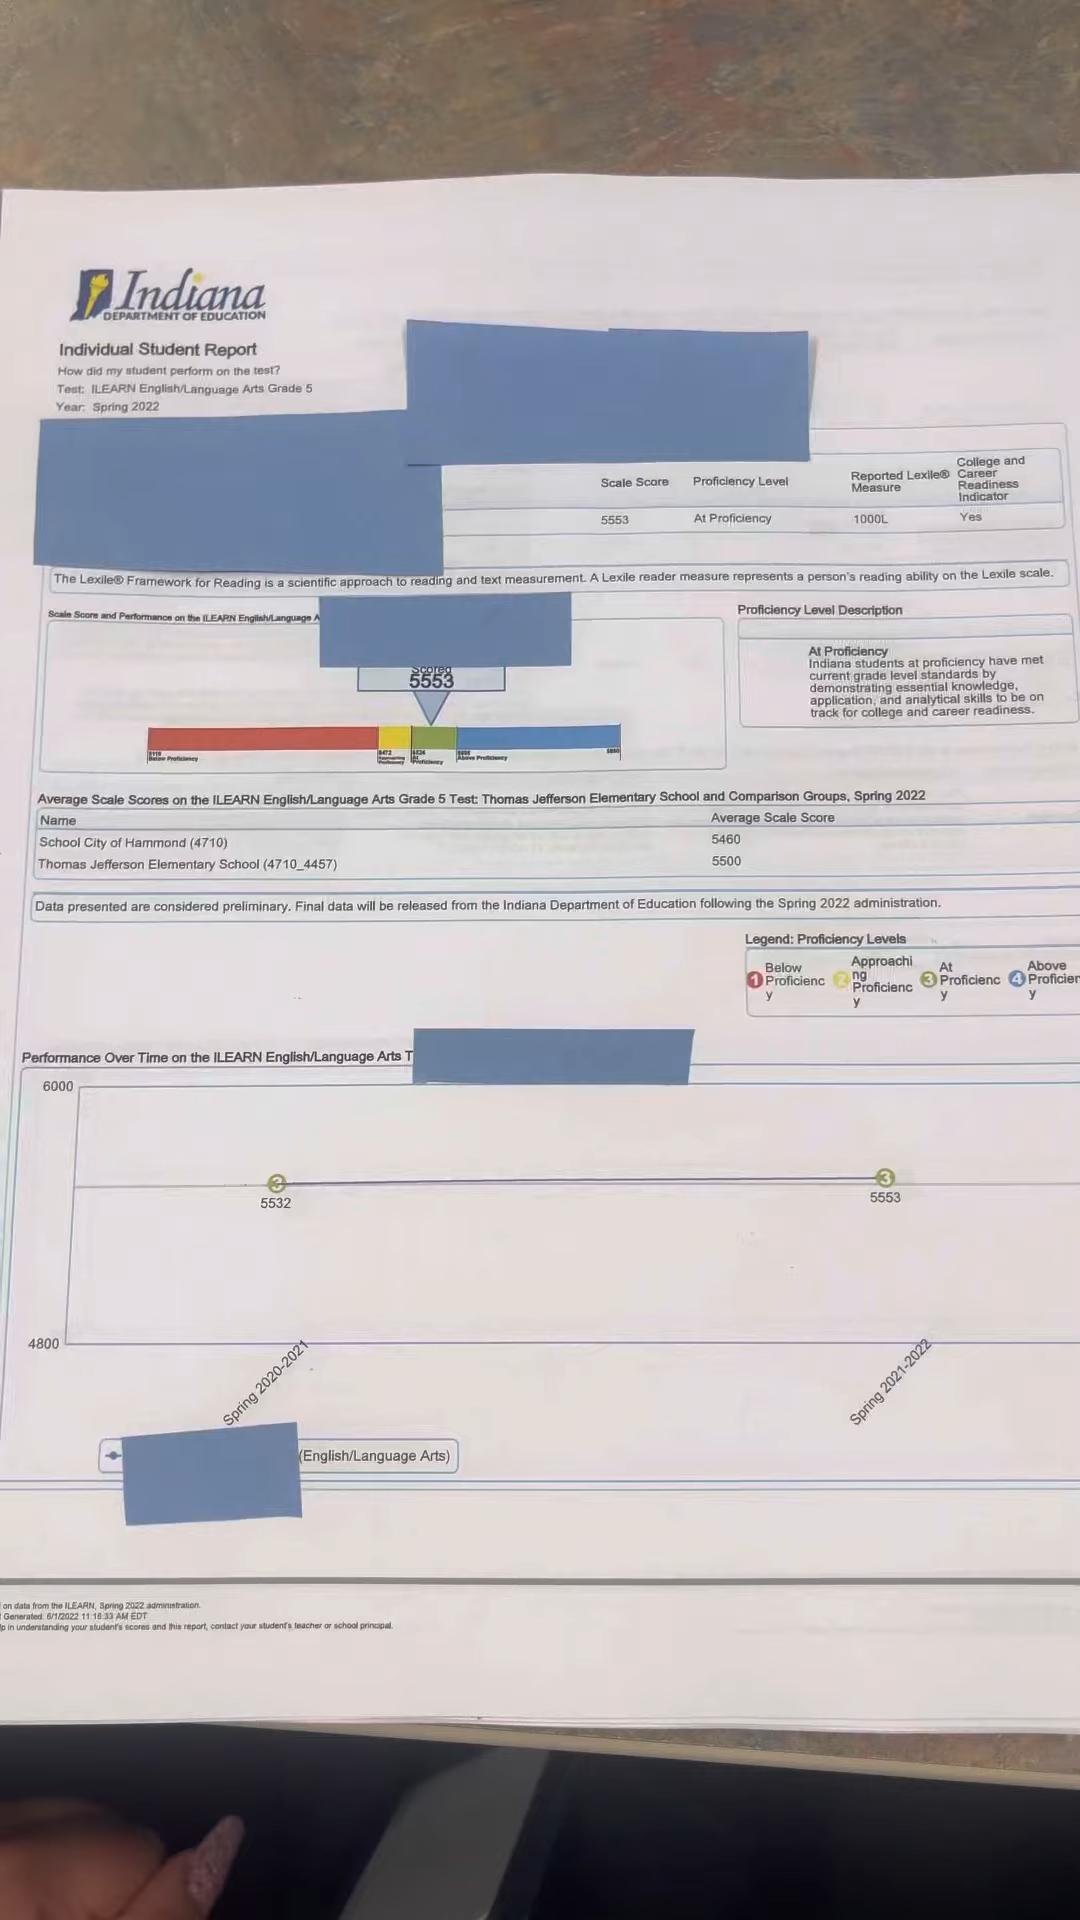 Indiana
DEPARTMENT OF EDUCATION
Individual Student Report
How did my student perform on the test?
Test: ILEARN English/Language Arts Grade 5
Year: Spring 2022
Scale Score Proficiency Level Reported Lexile® Measure College and Career Readiness Indicator
5553 At Proficiency 1000L Yes
The Lexile® Framework for Reading is a scientific approach to reading and text measurement. A Lexile reader measure represents a person's reading ability on the Lexile scale.
Scale Score and Performance on the ILEARN English/Language A
Scored
5553
Below Proficiency
Approaching Proficiency
At Proficiency
Above Proficiency
Proficiency Level Description
At Proficiency
Indiana students at proficiency have met
current grade level standards by
demonstrating essential knowledge,
application, and analytical skills to be on
track for college and career readiness.
Average Scale Scores on the ILEARN English/Language Arts Grade 5 Test: Thomas Jefferson Elementary School and Comparison Groups, Spring 2022
Name Average Scale Score
School City of Hammond (4710) 5460
Thomas Jefferson Elementary School (4710_4457) 5500
Data presented are considered preliminary. Final data will be released from the Indiana Department of Education following the Spring 2022 administration.
Legend: Proficiency Levels
1 Below Proficienc y
2 Approachi ng Proficienc y
3 At Proficienc y
4 Above Proficien y
Performance Over Time on the ILEARN English/Language Arts T
6000
3 3
5532 5553
4800
Spring 2020-2021 Spring 2021-2022
(English/Language Arts)
on data from the ILEARN, Spring 2022 administration.
Generated: 6/1/2022 11:16:33 AM EDT
p in understanding your student's scores and this report, contact your student's teacher or school principal.